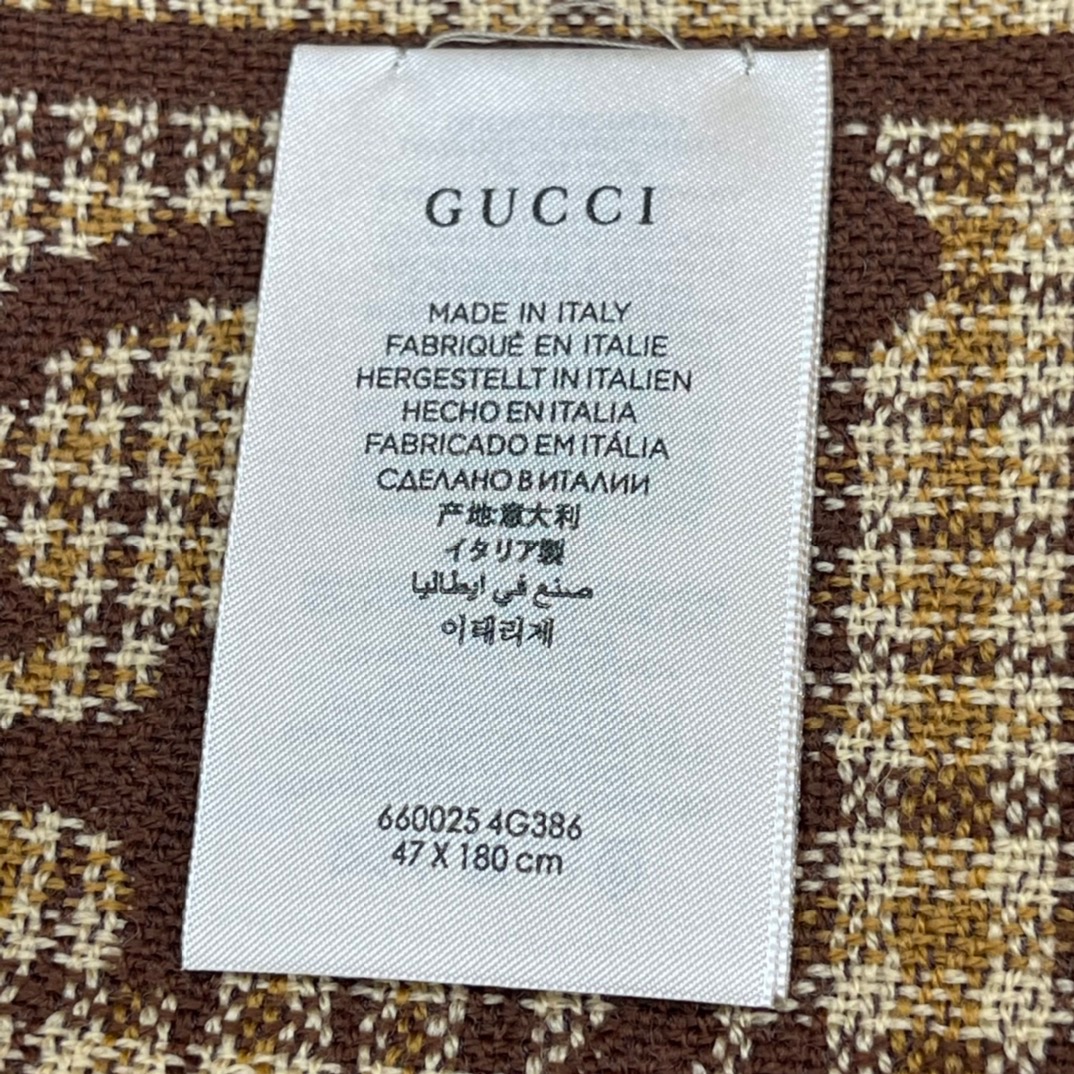 GUCCI
MADE IN ITALY
FABRIQUÉ EN ITALIE
HERGESTELLT IN ITALIEN
HECHO EN ITALIA
FABRICADO EM ITÁLIA
СДЕЛАНО В ИТАЛИИ
产地:意大利
イタリア製
صنع في ايطاليا
이태리제
660025 4G386
47 X 180 cm